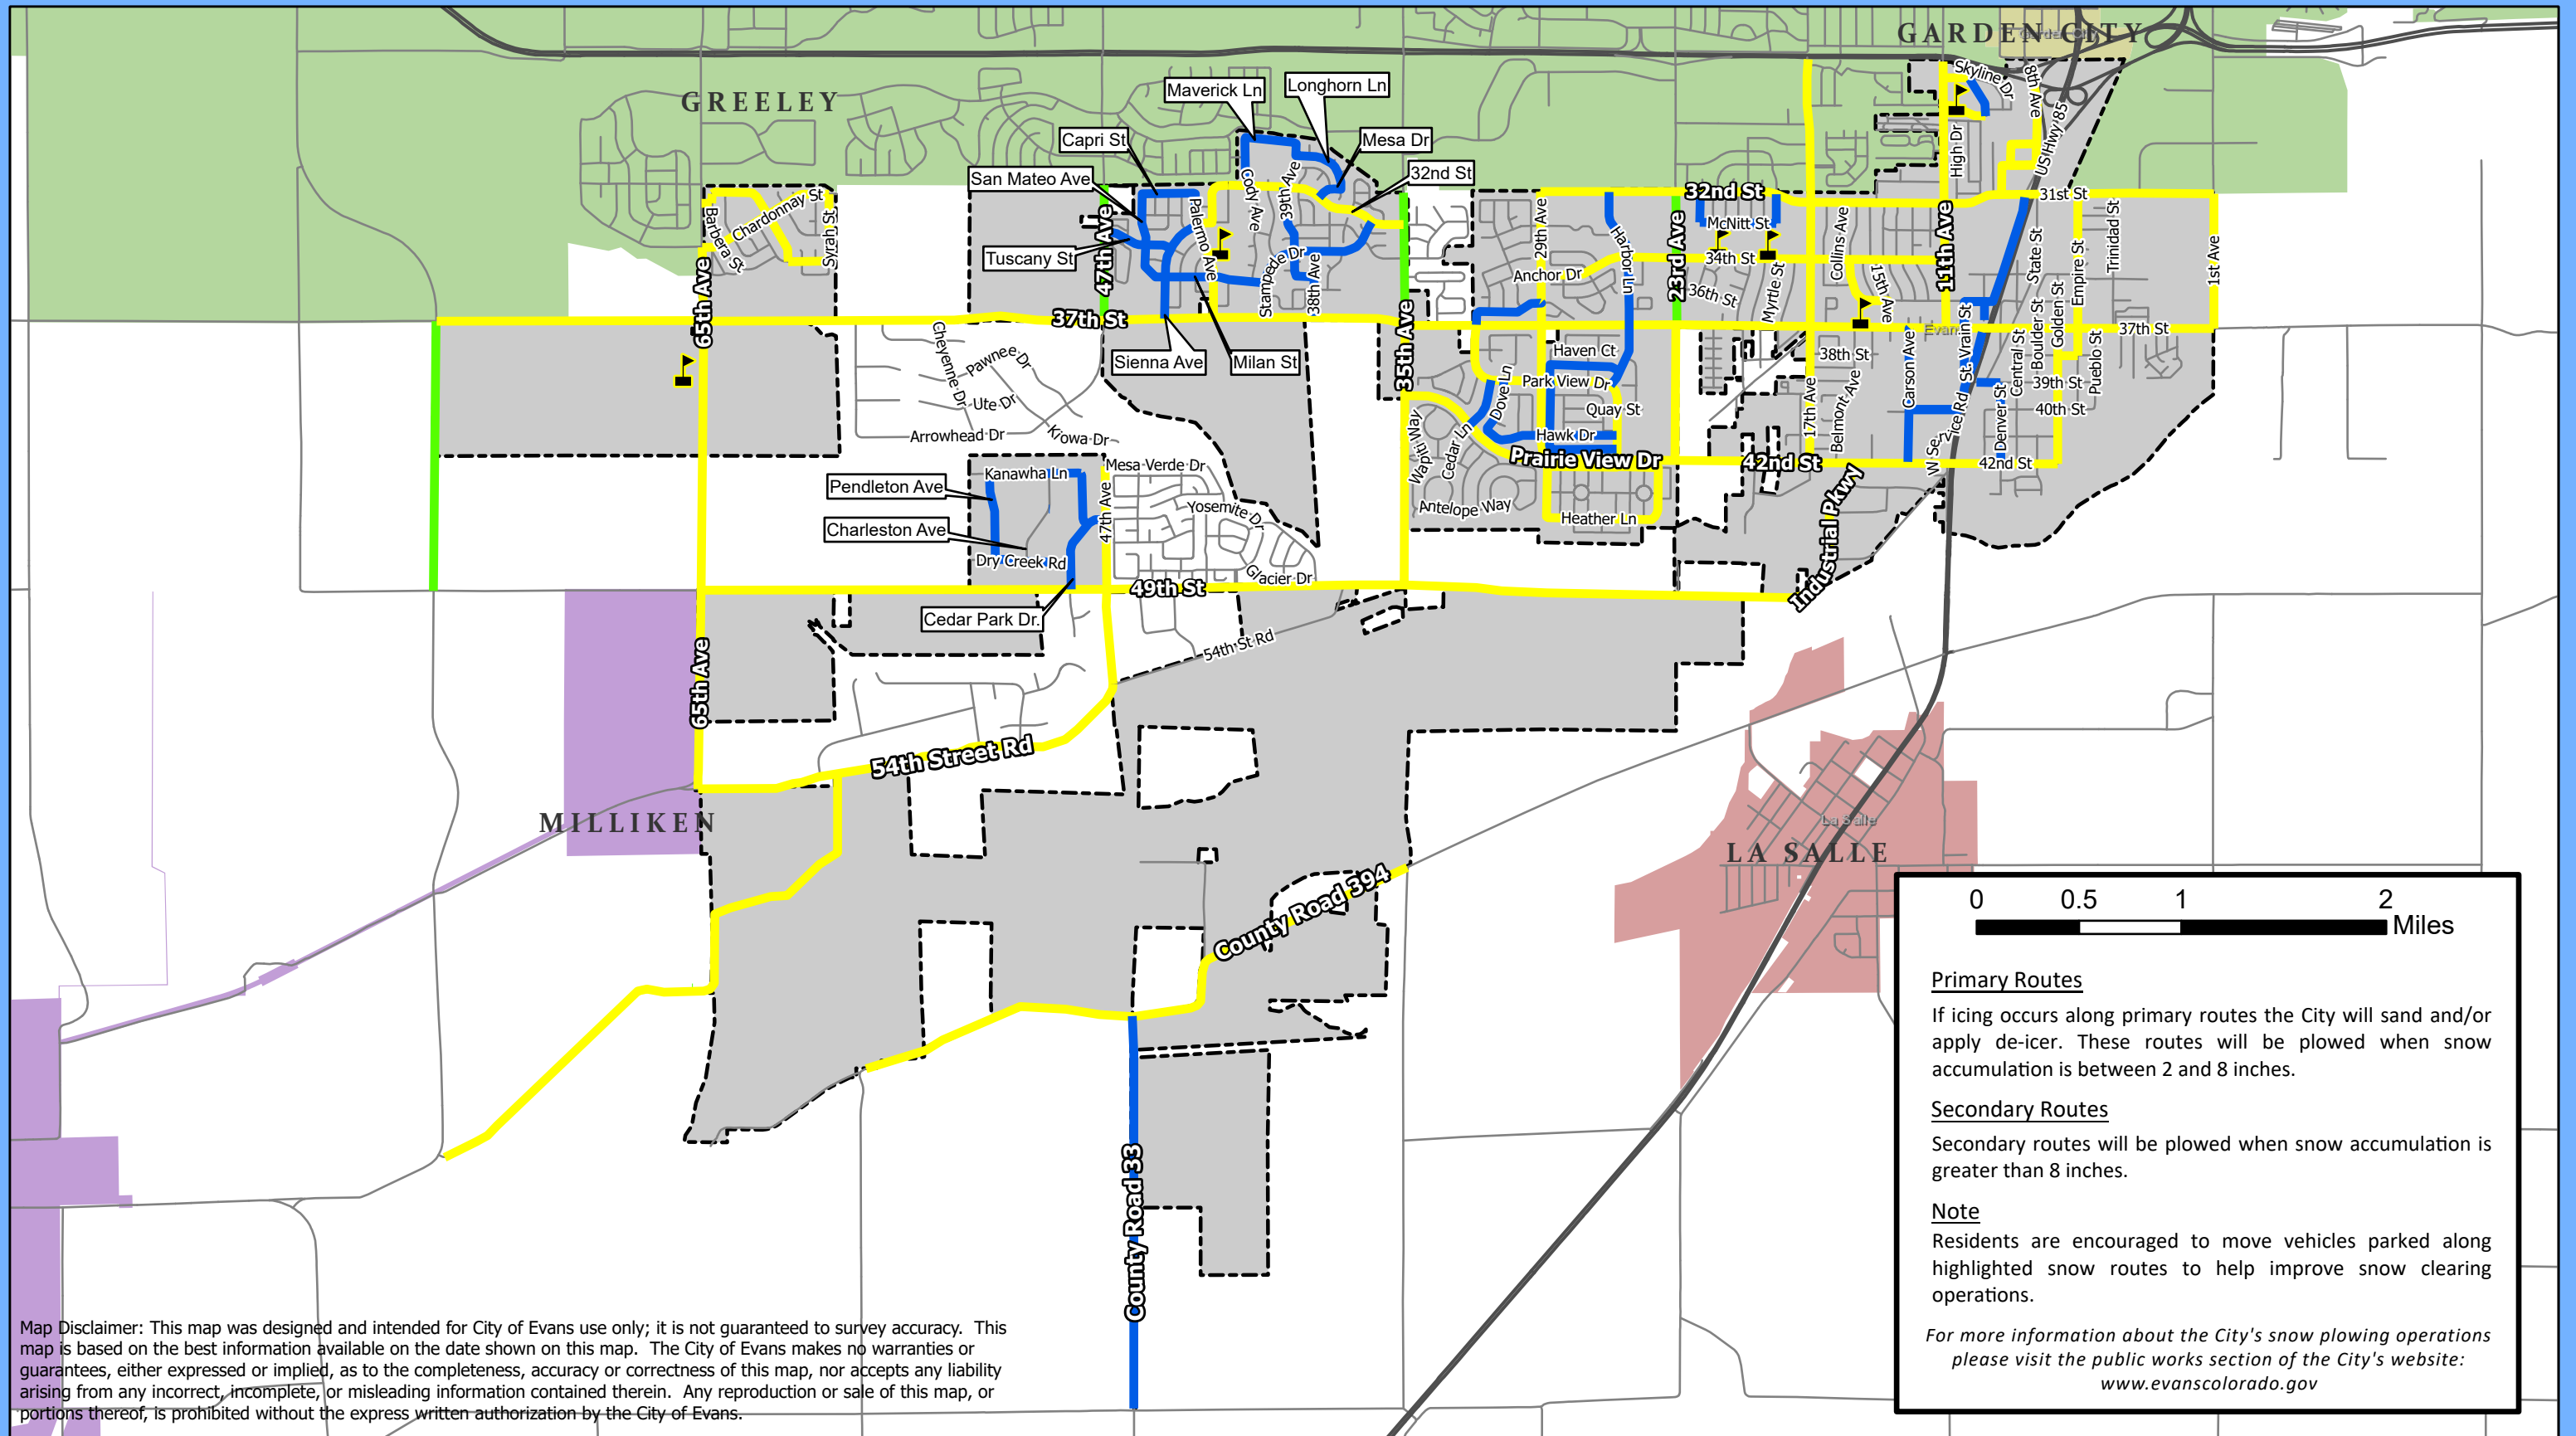 GARDEN CITY
Garden City
GREELEY
Maverick Ln
Longhorn Ln
Capri St
Mesa Dr
San Mateo Ave
32nd St
Tuscany St
Skyline Dr
8th Ave
US Hwy 85
High Dr
Cody Ave
39th Ave
Palermo Ave
Stampede Dr
38th Ave
47th Ave
Barbera St
Chardonnay St
Syrah St
65th Ave
32nd St
31st St
McNitt St
23rd Ave
29th Ave
Harbor Ln
Anchor Dr
34th St
36th St
Myrtle St
Collins Ave
15th Ave
11th Ave
State St
Empire St
Trinidad St
1st Ave
Golden St
Boulder St
Central St
St Vrain St
37th St
37th St
Evans
Sienna Ave
Milan St
35th Ave
Cheyenne Dr
Pawnee Dr
Ute Dr
Arrowhead Dr
Kiowa Dr
Haven Ct
Park View Dr
Quay St
Hawk Dr
Dove Ln
Cedar Ln
Wapiti Way
Antelope Way
Heather Ln
Prairie View Dr
42nd St
38th St
17th Ave
Belmont Ave
Carson Ave
W Service Rd
Denver St
39th St
40th St
Pueblo St
42nd St
Industrial Pkwy
Pendleton Ave
Kanawha Ln
Charleston Ave
Dry Creek Rd
Cedar Park Dr.
47th Ave
Mesa Verde Dr
Yosemite Dr
Glacier Dr
49th St
54th St Rd
65th Ave
54th Street Rd
MILLIKEN
La Salle
LA SALLE
County Road 394
County Road 33
0 0.5 1 2
Miles
Primary Routes
If icing occurs along primary routes the City will sand and/or
apply de-icer. These routes will be plowed when snow
accumulation is between 2 and 8 inches.
Secondary Routes
Secondary routes will be plowed when snow accumulation is
greater than 8 inches.
Note
Residents are encouraged to move vehicles parked along
highlighted snow routes to help improve snow clearing
operations.
For more information about the City's snow plowing operations
please visit the public works section of the City's website:
www.evanscolorado.gov
Map Disclaimer: This map was designed and intended for City of Evans use only; it is not guaranteed to survey accuracy. This
map is based on the best information available on the date shown on this map. The City of Evans makes no warranties or
guarantees, either expressed or implied, as to the completeness, accuracy or correctness of this map, nor accepts any liability
arising from any incorrect, incomplete, or misleading information contained therein. Any reproduction or sale of this map, or
portions thereof, is prohibited without the express written authorization by the City of Evans.